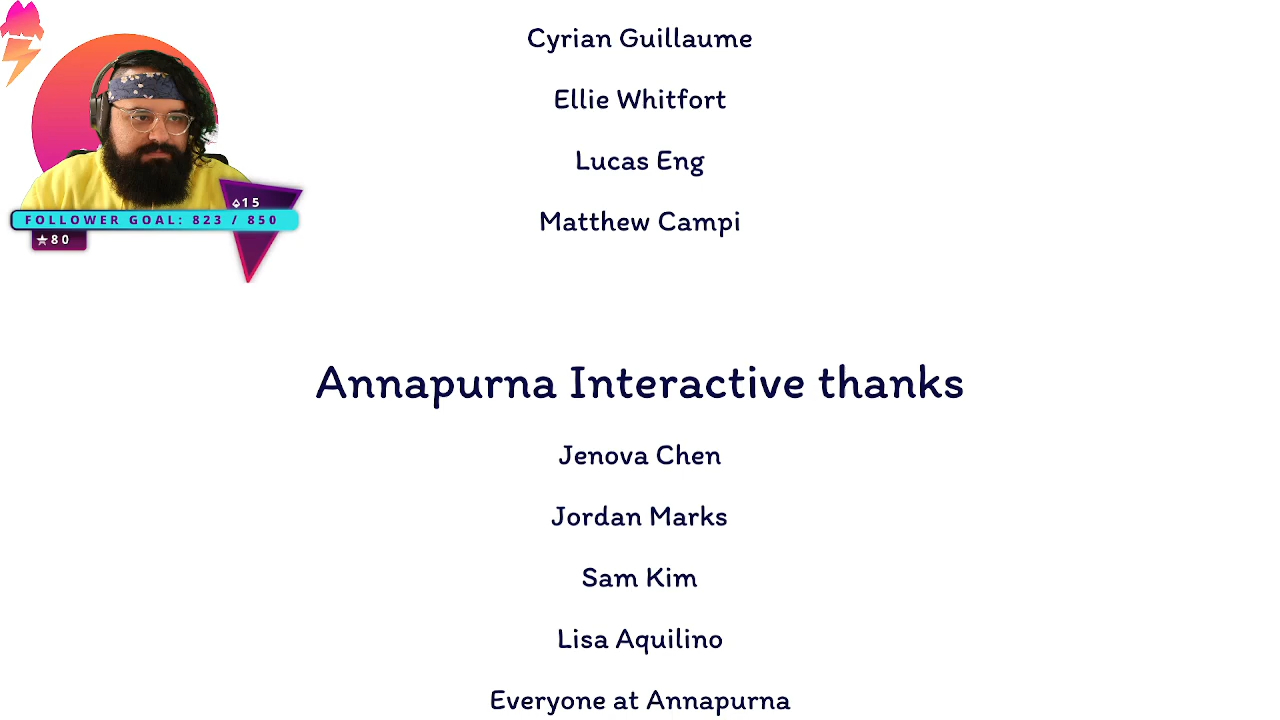 Cyrian Guillaume
Ellie Whitfort
Lucas Eng
Matthew Campi
15
FOLLOWER GOAL: 823 / 850
80
Annapurna Interactive thanks
Jenova Chen
Jordan Marks
Sam Kim
Lisa Aquilino
Everyone at Annapurna